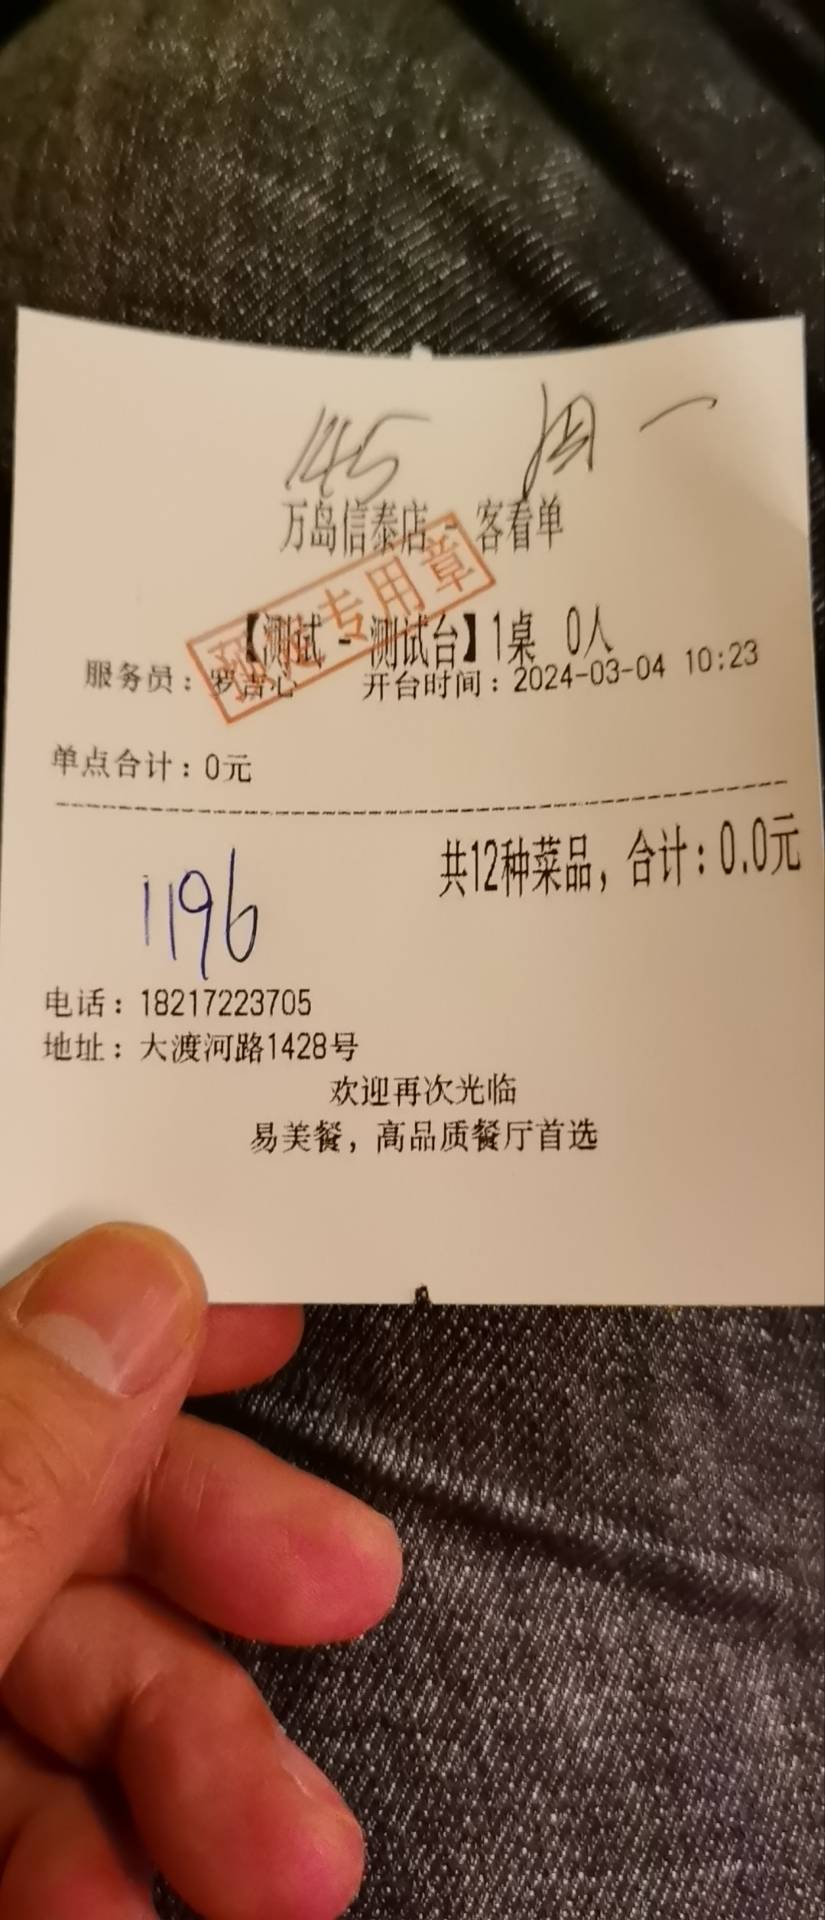 145 周一
万岛信泰店 - 客看单
专用章
【测试 - 测试台】1桌 0人
服务员：罗吉心 开台时间：2024-03-04 10:23
单点合计：0元
共12种菜品，合计：0.0元
1196
电话：18217223705
地址：大渡河路1428号
欢迎再次光临
易美餐，高品质餐厅首选